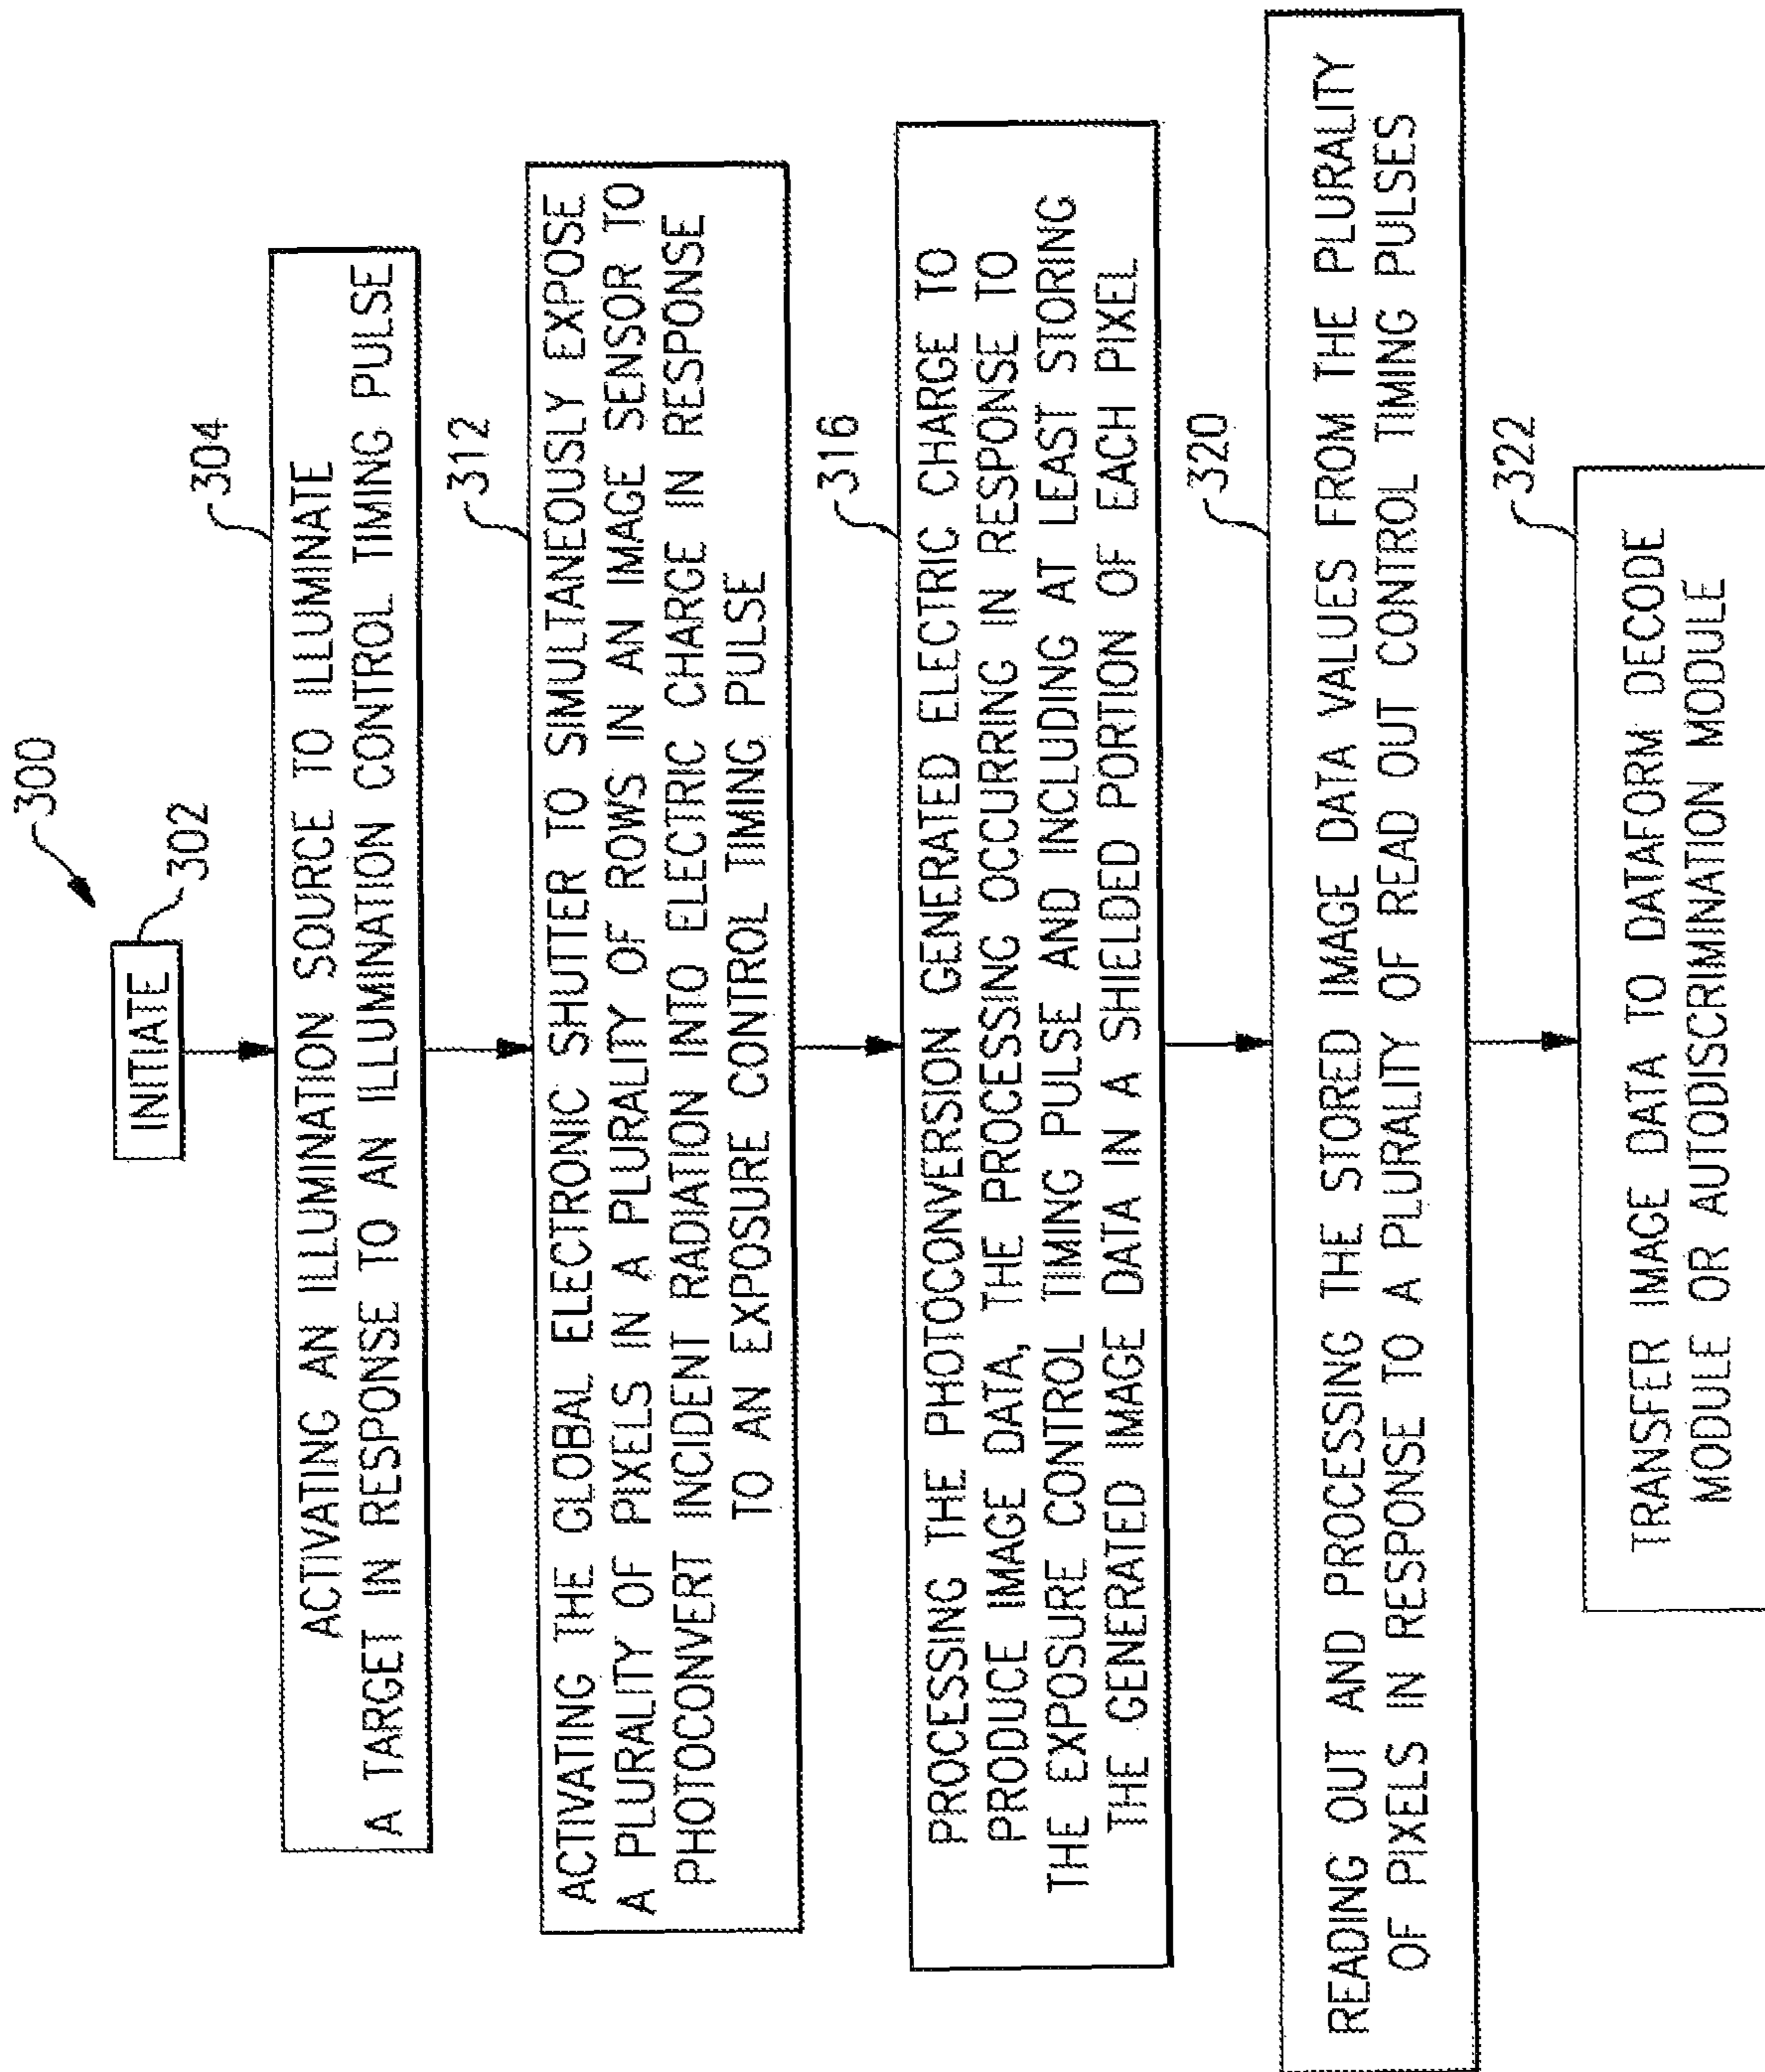 300
INITIATE
302
304
ACTIVATING AN ILLUMINATION SOURCE TO ILLUMINATE
A TARGET IN RESPONSE TO AN ILLUMINATION CONTROL TIMING PULSE
312
ACTIVATING THE GLOBAL ELECTRONIC SHUTTER TO SIMULTANEOUSLY EXPOSE
A PLURALITY OF PIXELS IN A PLURALITY OF ROWS IN AN IMAGE SENSOR TO
PHOTOCONVERT INCIDENT RADIATION INTO ELECTRIC CHARGE IN RESPONSE
TO AN EXPOSURE CONTROL TIMING PULSE
316
PROCESSING THE PHOTOCONVERSION GENERATED ELECTRIC CHARGE TO
PRODUCE IMAGE DATA, THE PROCESSING OCCURRING IN RESPONSE TO
THE EXPOSURE CONTROL TIMING PULSE AND INCLUDING AT LEAST STORING
THE GENERATED IMAGE DATA IN A SHIELDED PORTION OF EACH PIXEL
320
READING OUT AND PROCESSING THE STORED IMAGE DATA VALUES FROM THE PLURALITY
OF PIXELS IN RESPONSE TO A PLURALITY OF READ OUT CONTROL TIMING PULSES
322
TRANSFER IMAGE DATA TO DATAFORM DECODE
MODULE OR AUTODISCRIMINATION MODULE